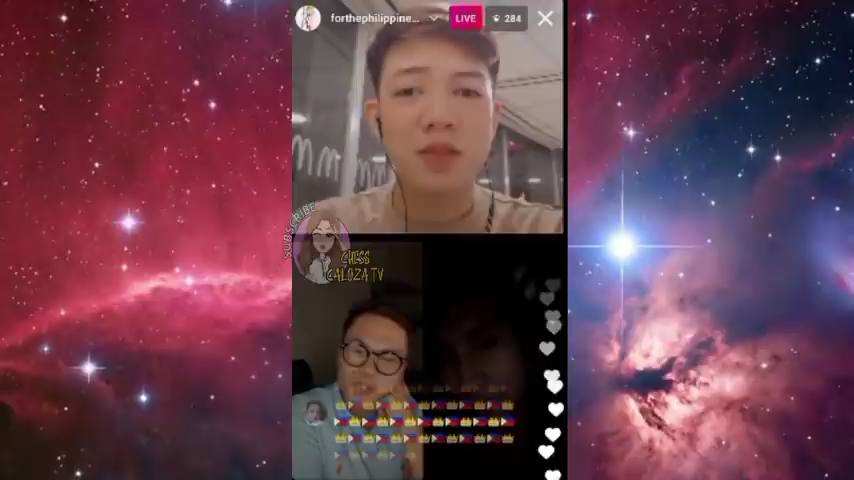 forthephilippine...
LIVE
284
SUBSCRIBE
CHESS
CALOZA TV